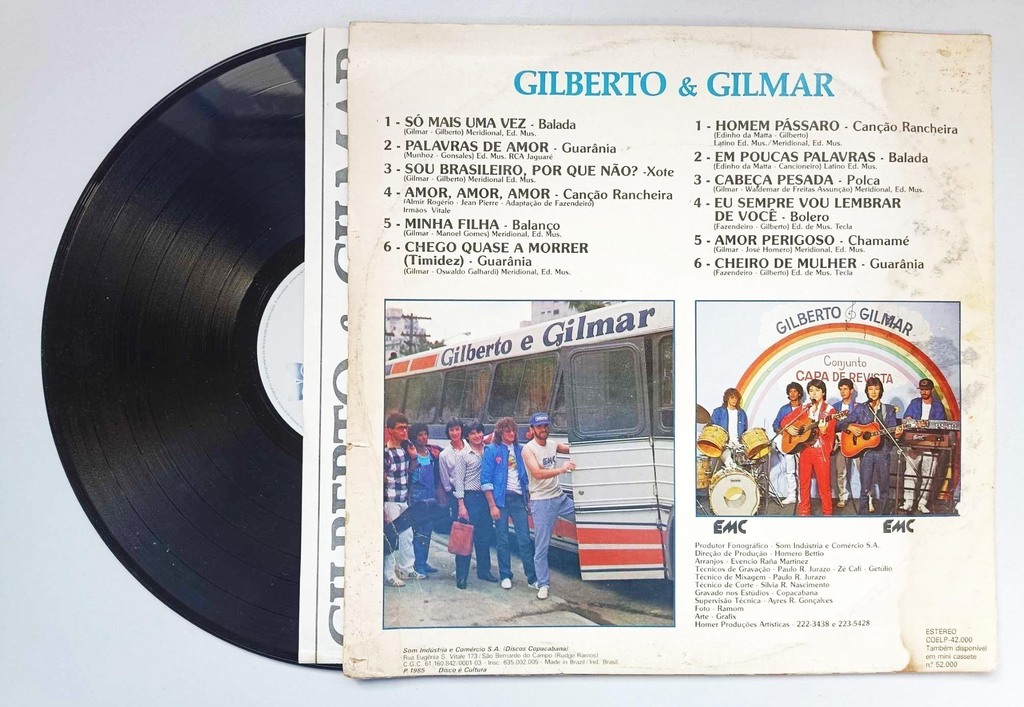 GILBERTO & GILMAR
GILBERTO & GILMAR
1 - SÓ MAIS UMA VEZ - Balada
(Gilmar - Gilberto) Meridional, Ed. Mus.
2 - PALAVRAS DE AMOR - Guarânia
(Munhoz - Gonsales) Ed. Mus. RCA Jaguaré
3 - SOU BRASILEIRO, POR QUE NÃO? -Xote
(Gilmar - Gilberto) Meridional Ed. Mus.
4 - AMOR, AMOR, AMOR - Canção Rancheira
(Almir Rogério - Jean Pierre - Adaptação de Fazendeiro)
Irmãos Vitale
5 - MINHA FILHA - Balanço
(Gilmar - Manoel Gomes) Meridional, Ed. Mus.
6 - CHEGO QUASE A MORRER
(Timidez) - Guarânia
(Gilmar - Oswaldo Galhardi) Meridional, Ed. Mus.
1 - HOMEM PÁSSARO - Canção Rancheira
(Edinho da Matta - Gilberto)
Latino Ed. Mus./Meridional, Ed. Mus.
2 - EM POUCAS PALAVRAS - Balada
(Edinho da Matta - Cancioneiro) Latino Ed. Mus.
3 - CABEÇA PESADA - Polca
(Gilmar - Waldemar de Freitas Assunção) Meridional, Ed. Mus.
4 - EU SEMPRE VOU LEMBRAR
DE VOCÊ - Bolero
(Fazendeiro - Gilberto) Ed. de Mus. Tecla
5 - AMOR PERIGOSO - Chamamé
(Gilmar - José Homero) Meridional, Ed. Mus.
6 - CHEIRO DE MULHER - Guarânia
(Fazendeiro - Gilberto) Ed. de Mus. Tecla
Gilberto e Gilmar
EMC
GILBERTO & GILMAR
Conjunto
CAPA DE REVISTA
EMC EMC
Produtor Fonográfico - Som Indústria e Comércio S.A.
Direção de Produção - Homero Bettio
Arranjos - Evencio Raña Martinez
Técnicos de Gravação - Paulo R. Jurazo - Zé Cafi - Getúlio
Técnico de Mixagem - Paulo R. Jurazo
Técnico de Corte - Silvia R. Nascimento
Gravado nos Estúdios - Copacabana
Supervisão Técnica - Ayres R. Gonçalves
Foto - Ramom
Arte - Grafix
Homer Produções Artísticas - 222-3438 e 223-5428
Som Indústria e Comércio S.A. (Discos Copacabana)
Rua Eugênia S. Vitale 173/São Bernardo do Campo (Rudge Ramos)
C.G.C. 61.160.842/0001-03 - Insc. 635.002.005 - Made in Brazil/Ind. Brasil.
P. 1985 Disco é Cultura
ESTEREO
COELP-42.000
Também disponível
em mini cassete
n.º 52.000